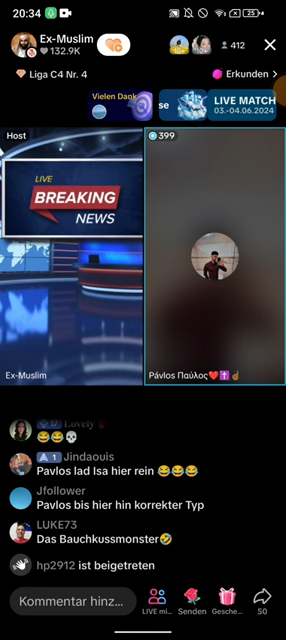 20:34
25
Ex-Muslim
132.9K
10+
412
Liga C4 Nr. 4
Erkunden >
Vielen Dank
se
LIVE MATCH
03.-04.06.2024
Host
399
LIVE
BREAKING
NEWS
Ex-Muslim
Pávlos Παύλος❤️✝️☝🏾
Lovely
😂😂💀
1 Jindaouis
Pavlos lad Isa hier rein 😂😂😂
Jfollower
Pavlos bis hier hin korrekter Typ
LUKE73
Das Bauchkussmonster🤣
hp2912 ist beigetreten
Kommentar hinz...
LIVE mi...
Senden
Gesche...
50